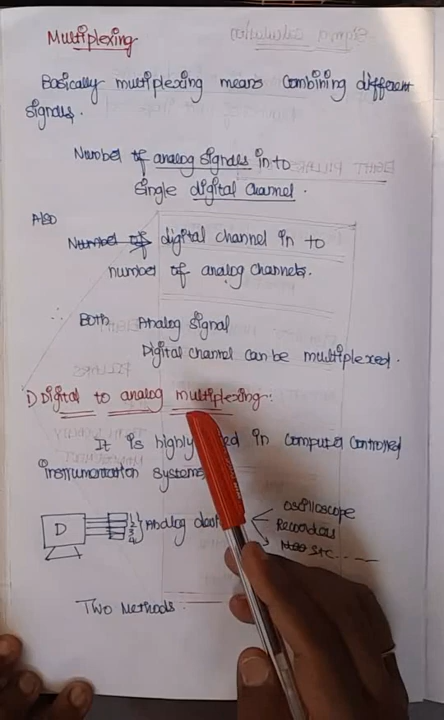 Multiplexing
Basically multiplexing means combining different
signals.
Number of analog signals in to
single digital channel.
Also
Number of digital channel in to
number of analog channels.
∴ Both Analog signal
Digital channel can be multiplexed.
1) Digital to analog multiplexing:
It is highly in computer controlled
instrumentation systems
D 1 2 3 4 } Analog
oscilloscope
Recorders
etc....
Two Methods.